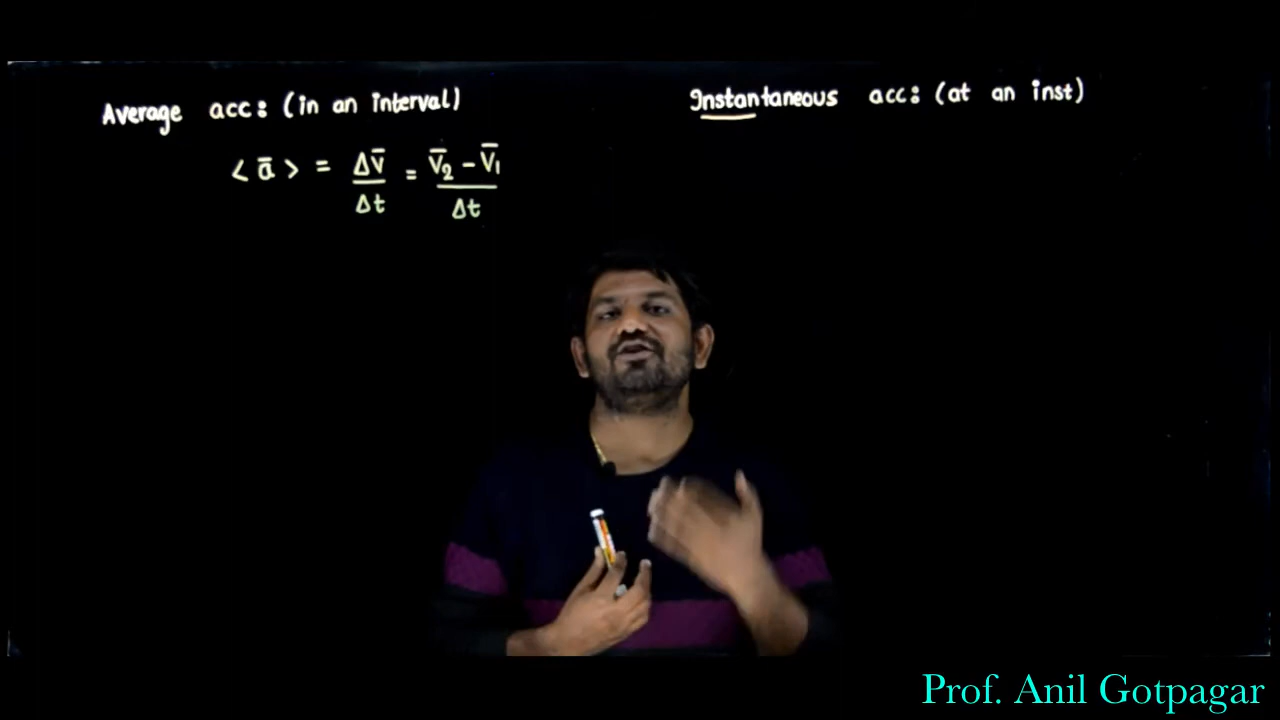 Average acc: (in an interval)
< a̅ > = Δv̅/Δt = V̅₂ - V̅₁/Δt
Instantaneous acc: (at an inst)
Prof. Anil Gotpagar